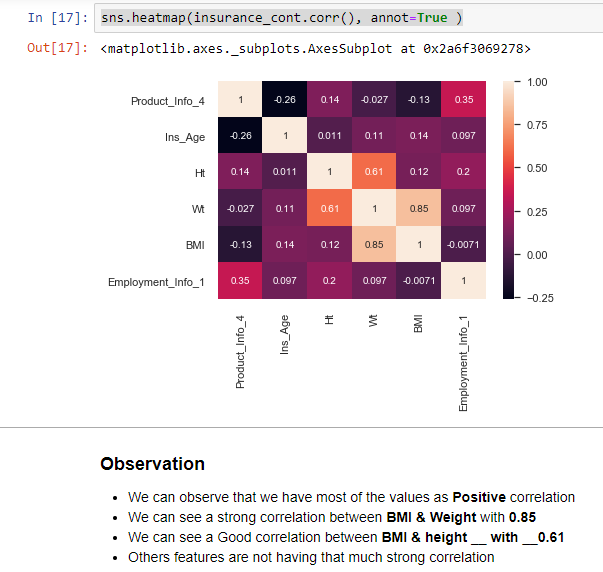 In [17]: sns.heatmap(insurance_cont.corr(), annot=True )
Out[17]: <matplotlib.axes._subplots.AxesSubplot at 0x2a6f3069278>
Product_Info_4 1 -0.26 0.14 -0.027 -0.13 0.35
Ins_Age -0.26 1 0.011 0.11 0.14 0.097
Ht 0.14 0.011 1 0.61 0.12 0.2
Wt -0.027 0.11 0.61 1 0.85 0.097
BMI -0.13 0.14 0.12 0.85 1 -0.0071
Employment_Info_1 0.35 0.097 0.2 0.097 -0.0071 1
Product_Info_4
Ins_Age
Ht
Wt
BMI
Employment_Info_1
1.00
0.75
0.50
0.25
0.00
−0.25
Observation
• We can observe that we have most of the values as Positive correlation
• We can see a strong correlation between BMI & Weight with 0.85
• We can see a Good correlation between BMI & height __ with __0.61
• Others features are not having that much strong correlation